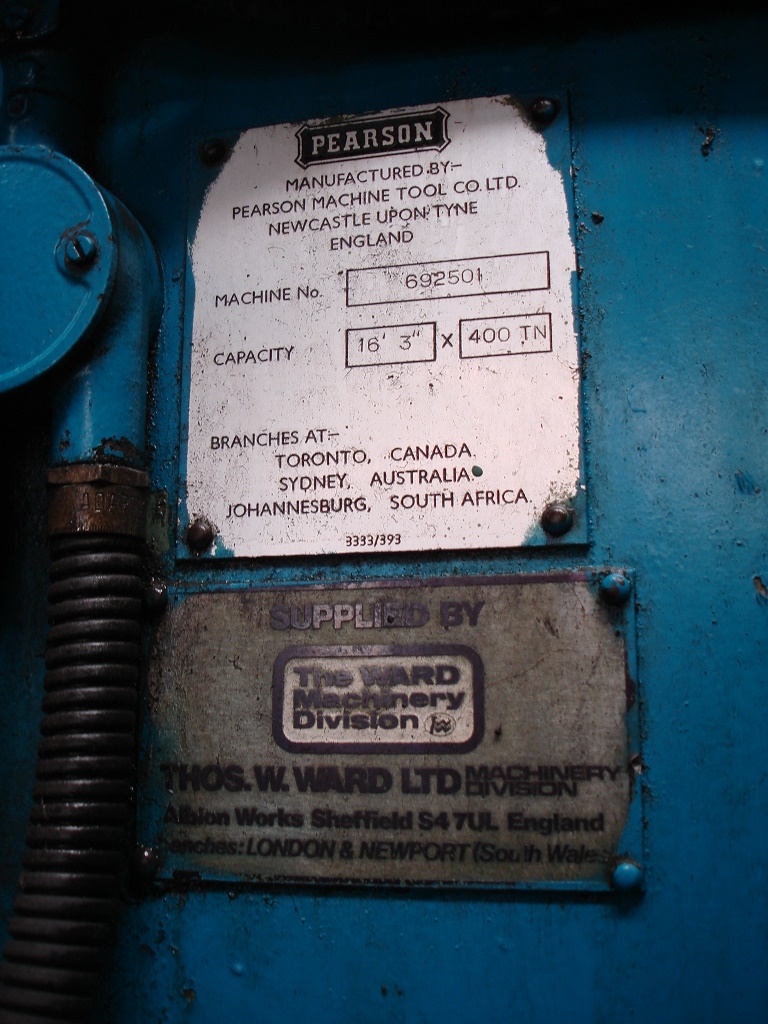 PEARSON
MANUFACTURED BY:-
PEARSON MACHINE TOOL CO. LTD.
NEWCASTLE UPON TYNE
ENGLAND
MACHINE No. 692501
CAPACITY 16' 3" X 400 TN
BRANCHES AT:-
TORONTO, CANADA.
SYDNEY, AUSTRALIA.
JOHANNESBURG, SOUTH AFRICA.
3333/393
SUPPLIED BY
The WARD
Machinery
Division
THOS. W. WARD LTD MACHINERY DIVISION
Albion Works Sheffield S4 7UL England
Branches: LONDON & NEWPORT (South Wales